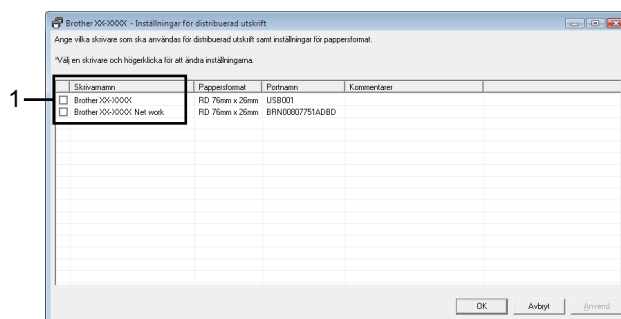 Brother XX-XXXX - Inställningar för distribuerad utskrift
Ange vilka skrivare som ska användas för distribuerad utskrift samt inställningar för pappersformat.
*Välj en skrivare och högerklicka för att ändra inställningarna.
Skrivarnamn Pappersformat Portnamn Kommentarer
1
Brother XX-XXXX RD 76mm x 26mm USB001
Brother XX-XXXX Net work RD 76mm x 26mm BRN00807751ADBD
OK Avbryt Använd